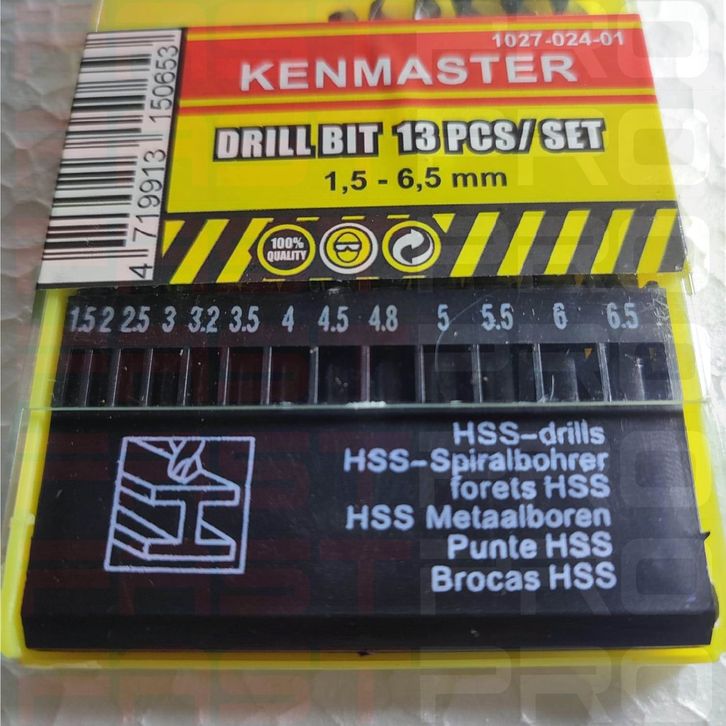 1027-024-01
KENMASTER
DRILL BIT 13 PCS/SET
1,5 - 6,5 mm
100%
QUALITY
4 719913 150653
1.5 2 2.5 3 3.2 3.5 4 4.5 4.8 5 5.5 6 6.5
HSS-drills
HSS-Spiralbohrer
forets HSS
HSS Metaalboren
Punte HSS
Brocas HSS
FAST PRO